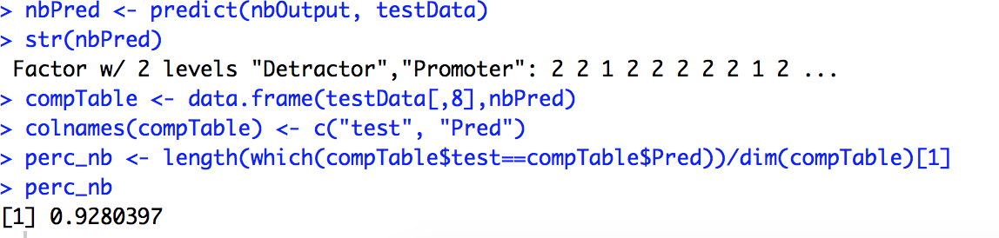 > nbPred <- predict(nbOutput, testData)
> str(nbPred)
 Factor w/ 2 levels "Detractor","Promoter": 2 2 1 2 2 2 2 2 1 2 ...
> compTable <- data.frame(testData[,8],nbPred)
> colnames(compTable) <- c("test", "Pred")
> perc_nb <- length(which(compTable$test==compTable$Pred))/dim(compTable)[1]
> perc_nb
[1] 0.9280397